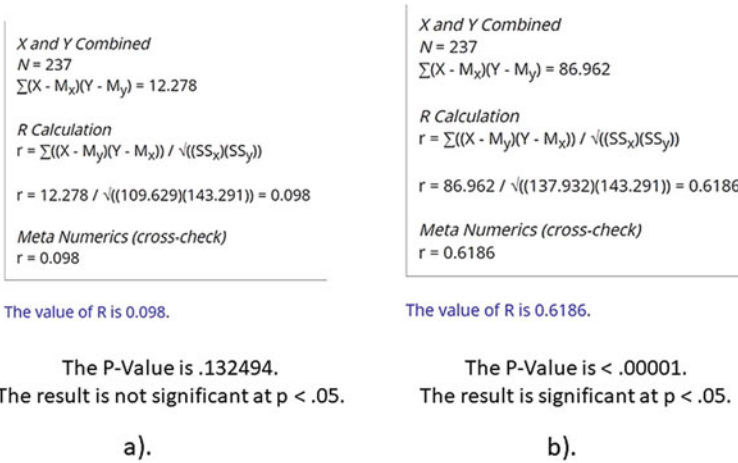 X and Y Combined
N = 237
∑(X - Mx)(Y - My) = 12.278
R Calculation
r = ∑((X - My)(Y - Mx)) / √((SSx)(SSy))
r = 12.278 / √((109.629)(143.291)) = 0.098
Meta Numerics (cross-check)
r = 0.098
The value of R is 0.098.
The P-Value is .132494.
The result is not significant at p < .05.
a).
X and Y Combined
N = 237
∑(X - Mx)(Y - My) = 86.962
R Calculation
r = ∑((X - My)(Y - Mx)) / √((SSx)(SSy))
r = 86.962 / √((137.932)(143.291)) = 0.6186
Meta Numerics (cross-check)
r = 0.6186
The value of R is 0.6186.
The P-Value is < .00001.
The result is significant at p < .05.
b).